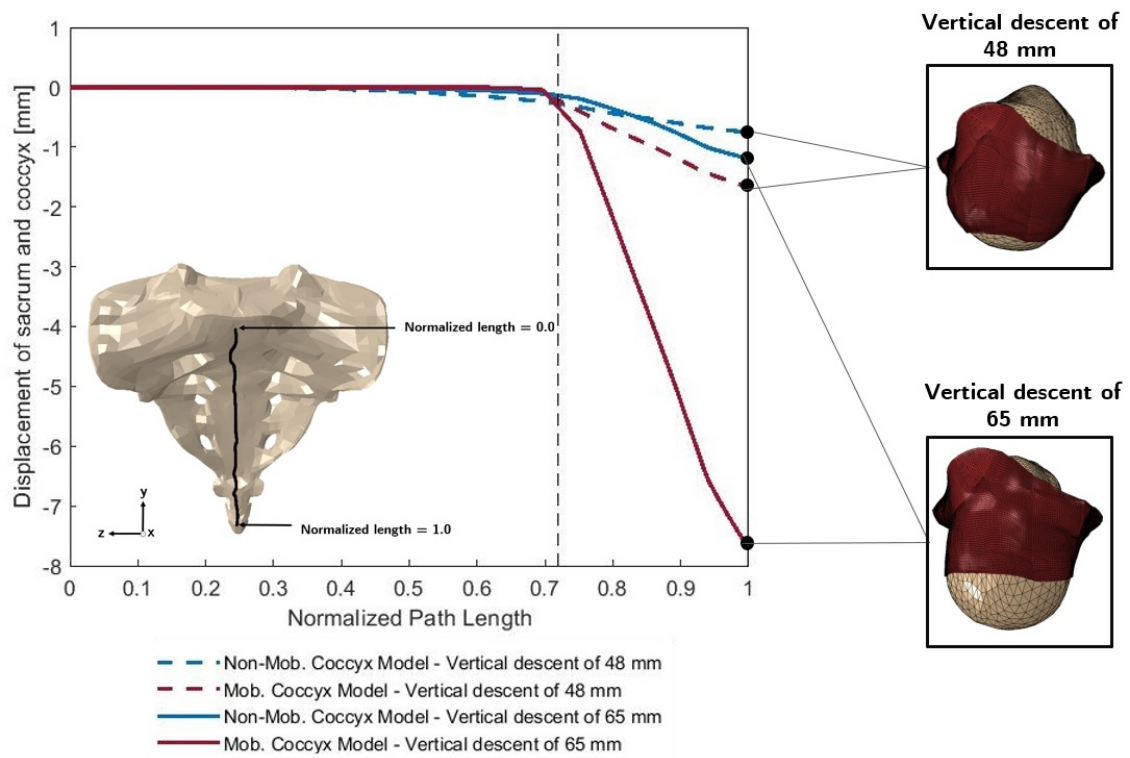 Vertical descent of
48 mm
1
0
-1
-2
-3
-4
-5
-6
-7
-8
Displacement of sacrum and coccyx [mm]
Normalized length = 0.0
Normalized length = 1.0
y
z
x
Vertical descent of
65 mm
0 0.1 0.2 0.3 0.4 0.5 0.6 0.7 0.8 0.9 1
Normalized Path Length
Non-Mob. Coccyx Model - Vertical descent of 48 mm
Mob. Coccyx Model - Vertical descent of 48 mm
Non-Mob. Coccyx Model - Vertical descent of 65 mm
Mob. Coccyx Model - Vertical descent of 65 mm